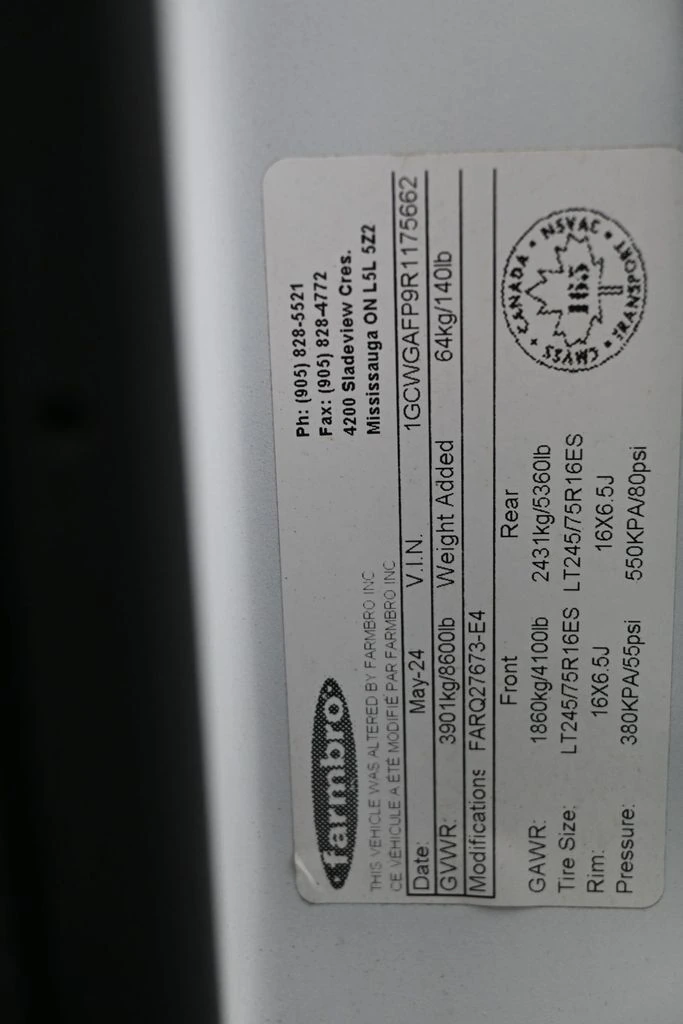 farmbro
Ph: (905) 828-5521
Fax: (905) 828-4772
4200 Sladeview Cres.
Mississauga ON L5L 5Z2
THIS VEHICLE WAS ALTERED BY FARMBRO INC
CE VÉHICULE A ÉTÉ MODIFIÉ PAR FARMBRO INC
Date: May-24 V.I.N. 1GCWGAFP9R1175662
GVWR: 3901kg/8600lb Weight Added 64kg/140lb
Modifications FARQ27673-E4
Front Rear
GAWR: 1860kg/4100lb 2431kg/5360lb
Tire Size: LT245/75R16ES LT245/75R16ES
Rim: 16X6.5J 16X6.5J
Pressure: 380KPA/55psi 550KPA/80psi
CANADA • NSVAC • TRANSPORT • CMVSS
165